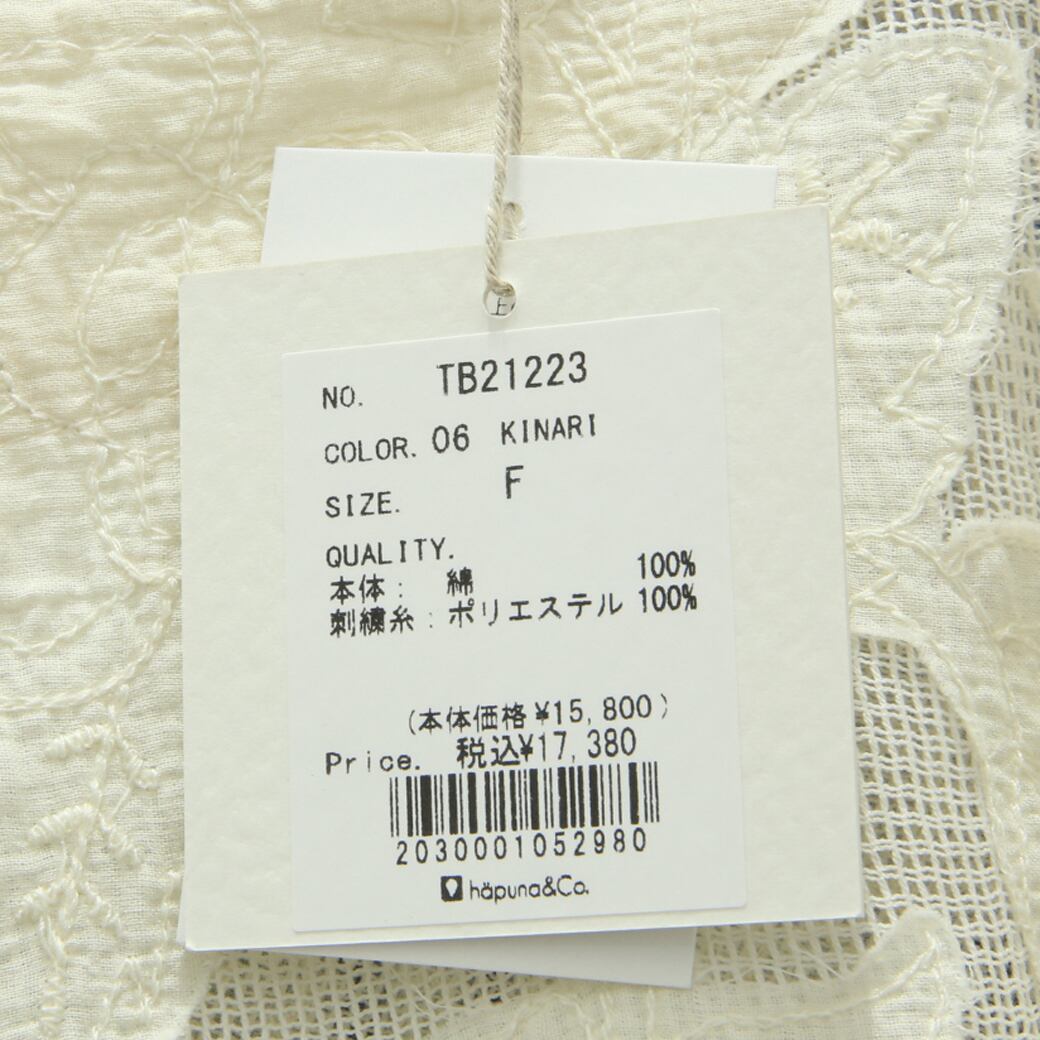 上
NO. TB21223
COLOR. 06 KINARI
SIZE. F
QUALITY.
本体： 綿 100%
刺繍糸：ポリエステル 100%
(本体価格¥15,800)
Price. 税込¥17,380
2030001052980
häpuna&Co.